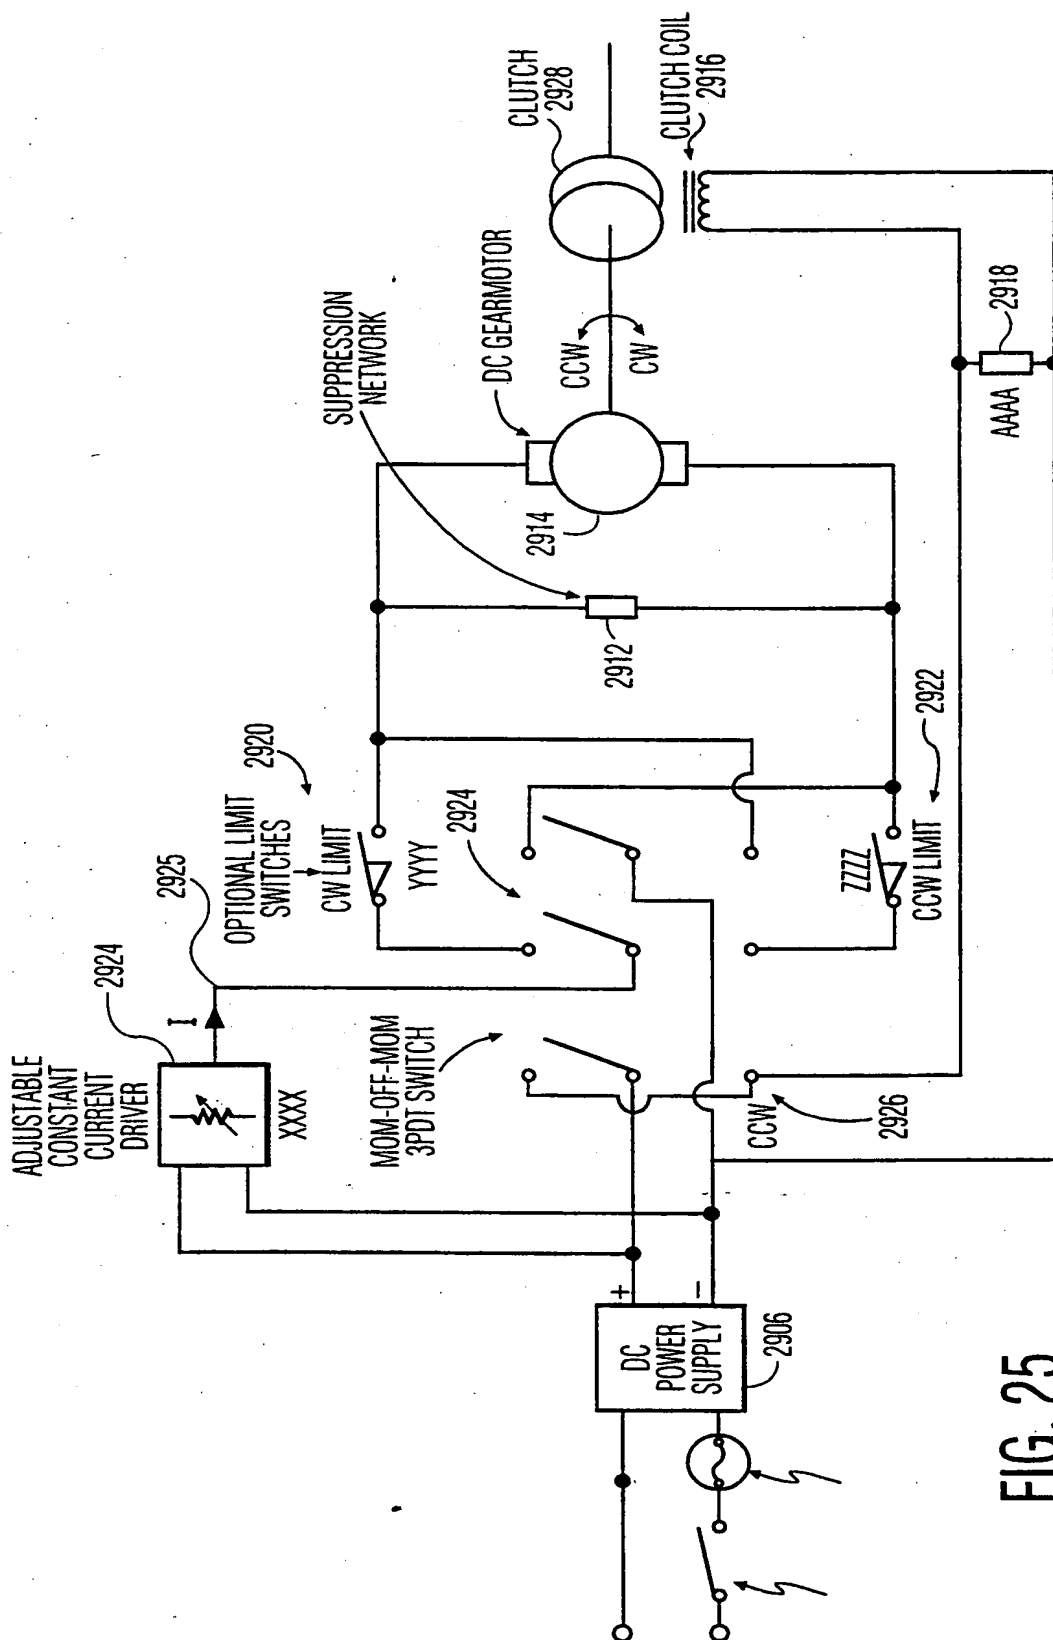 ADJUSTABLE
CONSTANT
CURRENT
DRIVER
2924
XXXX
I
2925
OPTIONAL LIMIT
SWITCHES
2920
CW LIMIT
YYYY
MOM-OFF-MOM
3PDT SWITCH
2924
SUPPRESSION
NETWORK
2912
DC GEARMOTOR
2914
CCW
CW
CLUTCH
2928
CLUTCH COIL
2916
+
-
DC
POWER
SUPPLY
2906
CCW
2926
ZZZZ
CCW LIMIT
2922
AAAA
2918
FIG. 25